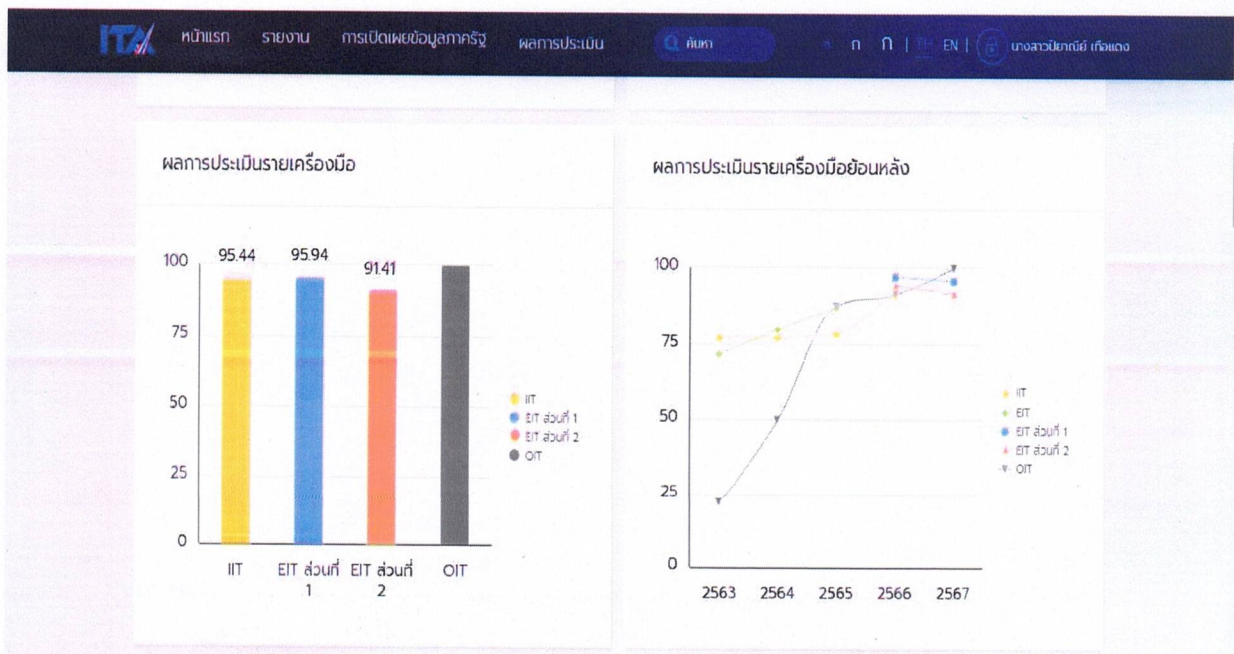 ITA หน้าแรก รายงาน การเปิดเผยข้อมูลภาครัฐ ผลการประเมิน ค้นหา ก ก ก | TH EN | นางสาวปิยาณีย์ เกือแดง
ผลการประเมินรายเครื่องมือ
100
75
50
25
0
95.44
95.94
91.41
IIT
EIT ส่วนที่ 1
EIT ส่วนที่ 2
OIT
IIT
EIT ส่วนที่
1
EIT ส่วนที่
2
OIT
ผลการประเมินรายเครื่องมือย้อนหลัง
100
75
50
25
0
IIT
EIT
EIT ส่วนที่ 1
EIT ส่วนที่ 2
OIT
2563 2564 2565 2566 2567